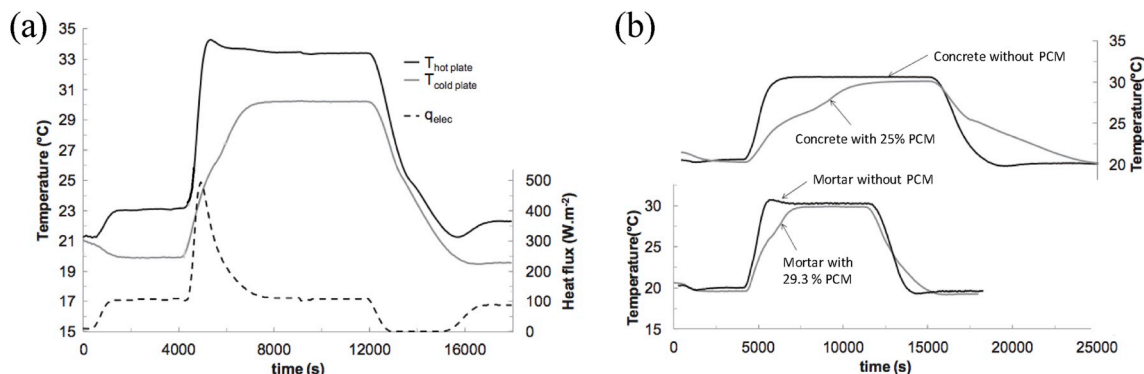 (a)
35
33
31
29
27
25
23
21
19
17
15
Temperature (°C)
T hot plate
T cold plate
q elec
500
400
300
200
100
0
Heat flux (W.m⁻²)
0
4000
8000
12000
16000
time (s)
(b)
Concrete without PCM
Concrete with 25% PCM
35
30
25
20
15
Temperature(°C)
Mortar without PCM
Mortar with
29.3 % PCM
30
25
20
15
Temperature(°C)
0
5000
10000
15000
20000
25000
time (s)